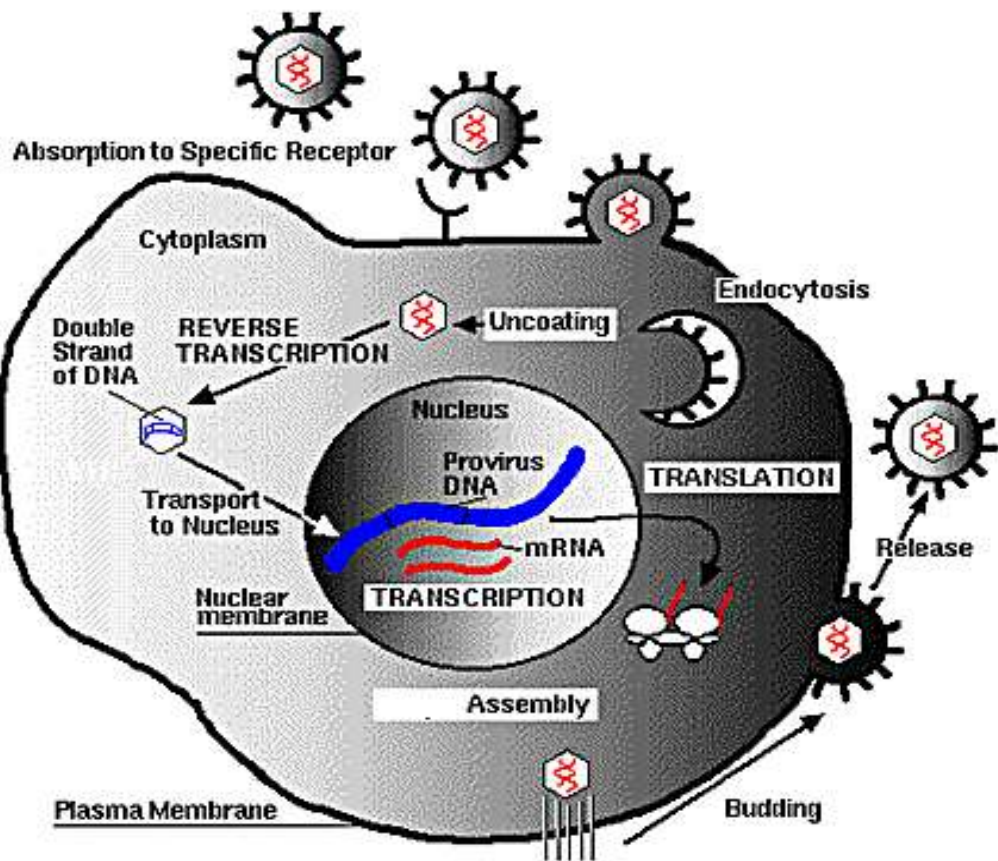 Absorption to Specific Receptor
Cytoplasm
Endocytosis
Uncoating
Double
Strand
of DNA
REVERSE
TRANSCRIPTION
Nucleus
Provirus
DNA
TRANSLATION
Transport
to Nucleus
mRNA
Release
Nuclear
membrane
TRANSCRIPTION
Assembly
Plasma Membrane
Budding